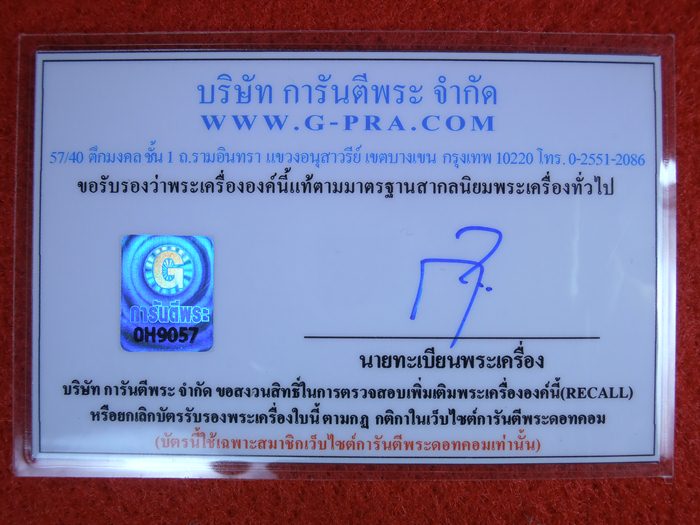 บริษัท การันตีพระ จำกัด
WWW.G-PRA.COM
57/40 ตึกมงคล ชั้น 1 ถ.รามอินทรา แขวงอนุสาวรีย์ เขตบางเขน กรุงเทพ 10220 โทร. 0-2551-2086
ขอรับรองว่าพระเครื่ององค์นี้แท้ตามมาตรฐานสากลนิยมพระเครื่องทั่วไป
G
การันตีพระ
OH9057
นายทะเบียนพระเครื่อง
บริษัท การันตีพระ จำกัด ขอสงวนสิทธิ์ในการตรวจสอบเพิ่มเติมพระเครื่ององค์นี้(RECALL)
หรือยกเลิกบัตรรับรองพระเครื่องใบนี้ ตามกฎ กติกาในเว็บไซต์การันตีพระดอทคอม
(บัตรนี้ใช้เฉพาะสมาชิกเว็บไซต์การันตีพระดอทคอมเท่านั้น)